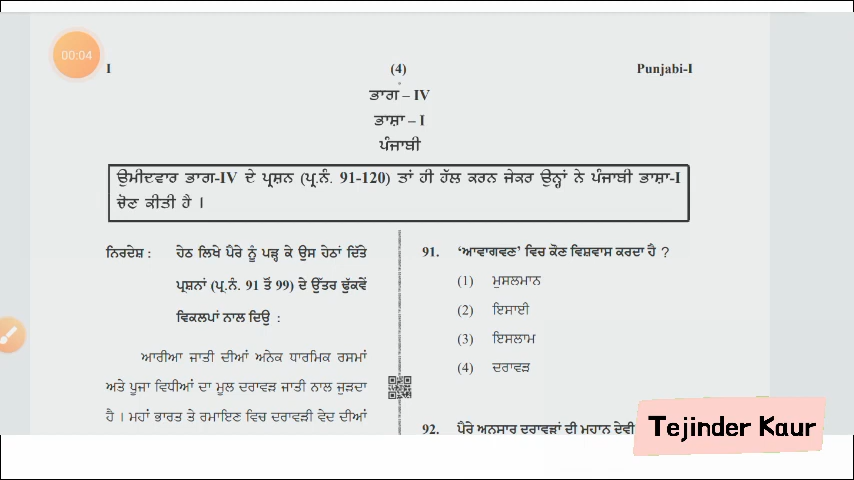 00:04
I (4) Punjabi-I
ਭਾਗ – IV
ਭਾਸ਼ਾ – I
ਪੰਜਾਬੀ
ਉਮੀਦਵਾਰ ਭਾਗ-IV ਦੇ ਪ੍ਰਸ਼ਨ (ਪ੍ਰ.ਨੰ. 91-120) ਤਾਂ ਹੀ ਹੱਲ ਕਰਨ ਜੇਕਰ ਉਨ੍ਹਾਂ ਨੇ ਪੰਜਾਬੀ ਭਾਸ਼ਾ-I
ਚੋਣ ਕੀਤੀ ਹੈ ।
ਨਿਰਦੇਸ਼ : ਹੇਠ ਲਿਖੇ ਪੈਰੇ ਨੂੰ ਪੜ੍ਹ ਕੇ ਉਸ ਹੇਠਾਂ ਦਿੱਤੇ
ਪ੍ਰਸ਼ਨਾਂ (ਪ੍ਰ.ਨੰ. 91 ਤੋਂ 99) ਦੇ ਉੱਤਰ ਢੁੱਕਵੇਂ
ਵਿਕਲਪਾਂ ਨਾਲ ਦਿਉ :
ਆਰੀਆ ਜਾਤੀ ਦੀਆਂ ਅਨੇਕ ਧਾਰਮਿਕ ਰਸਮਾਂ
ਅਤੇ ਪੂਜਾ ਵਿਧੀਆਂ ਦਾ ਮੂਲ ਦਰਾਵੜ ਜਾਤੀ ਨਾਲ ਜੁੜਦਾ
ਹੈ । ਮਹਾਂ ਭਾਰਤ ਤੇ ਰਮਾਇਣ ਵਿਚ ਦਰਾਵੜੀ ਵੇਦ ਦੀਆਂ
91. ‘ਆਵਾਗਵਣ’ ਵਿਚ ਕੌਣ ਵਿਸ਼ਵਾਸ ਕਰਦਾ ਹੈ ?
(1) ਮੁਸਲਮਾਨ
(2) ਇਸਾਈ
(3) ਇਸਲਾਮ
(4) ਦਰਾਵੜ
92. ਪੈਰੇ ਅਨਸਾਰ ਦਰਾਵੜਾਂ ਦੀ ਮਹਾਨ ਦੇਵੀ
Tejinder Kaur